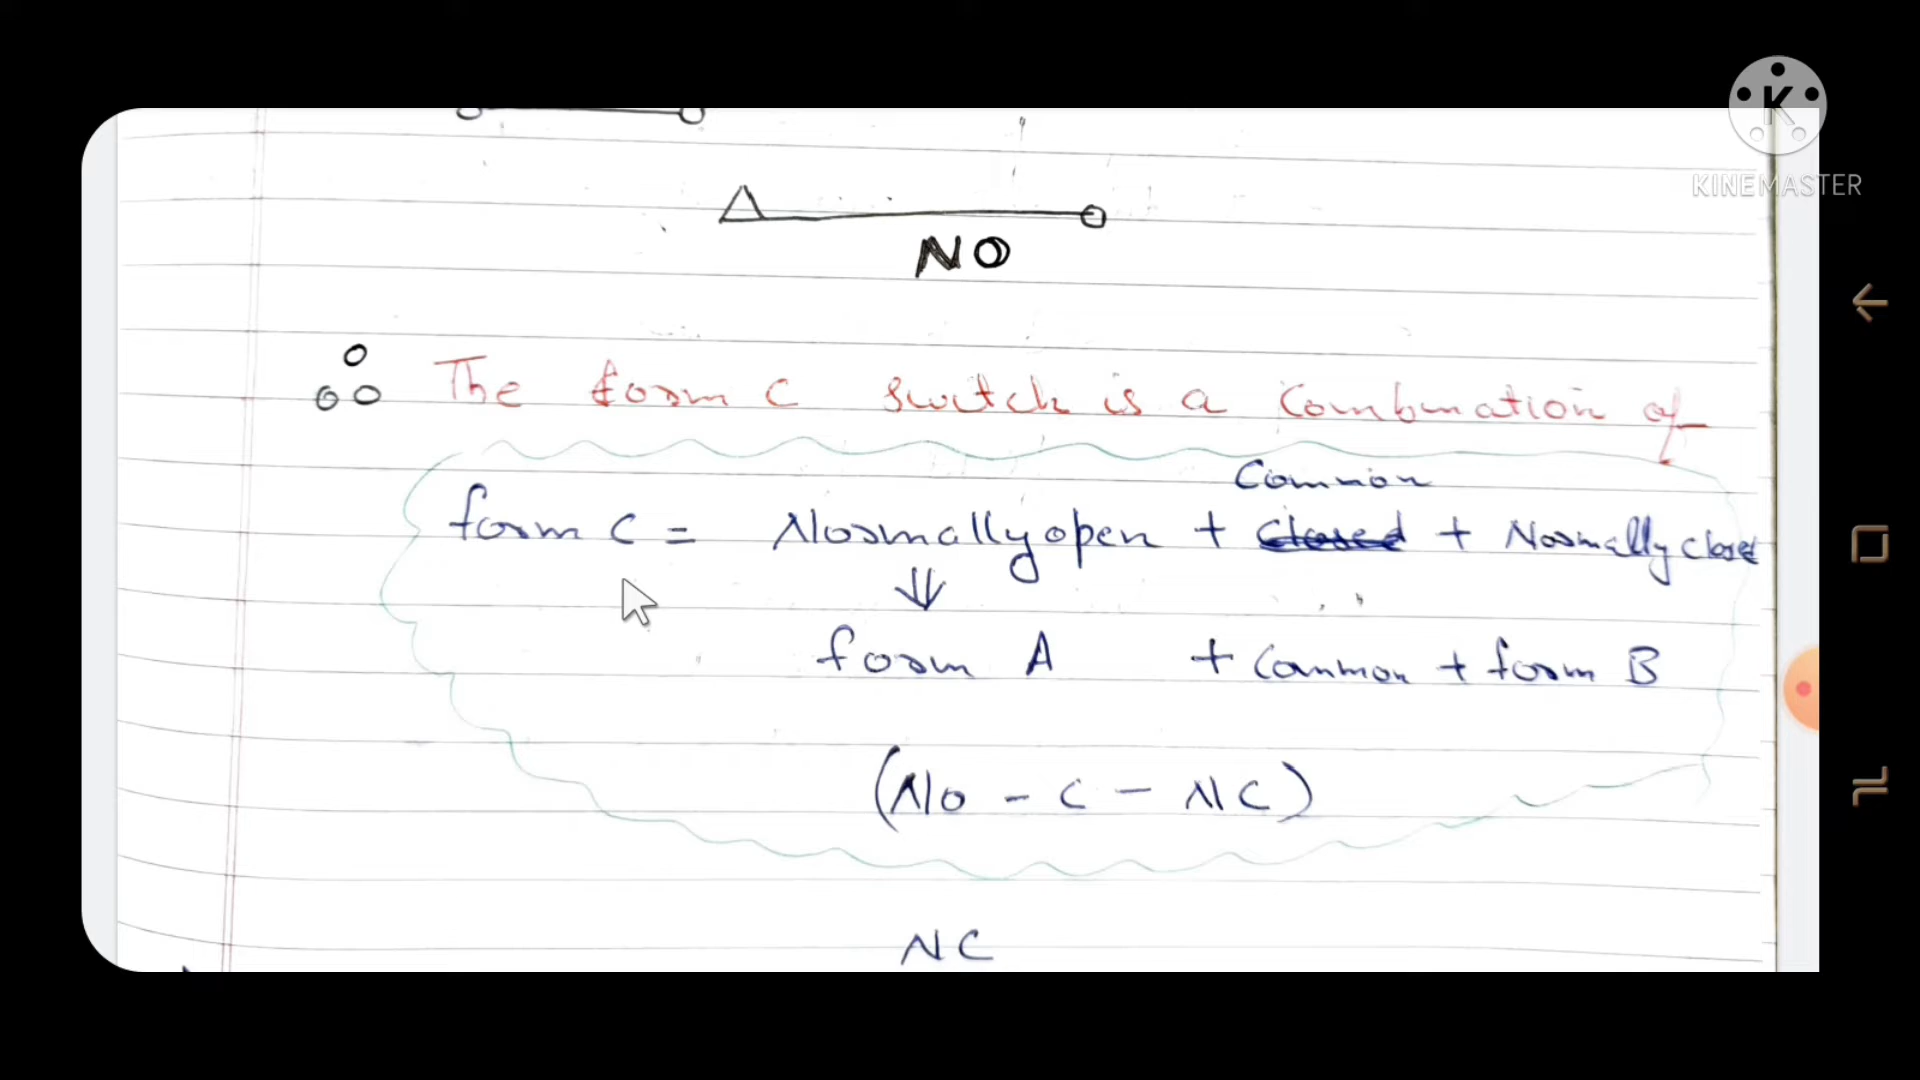 K
KINEMASTER
NO
The form C switch is a Combination of
Common
form C = Normally open + closed + Normally close
form A + Common + form B
(No - C - NC)
NC